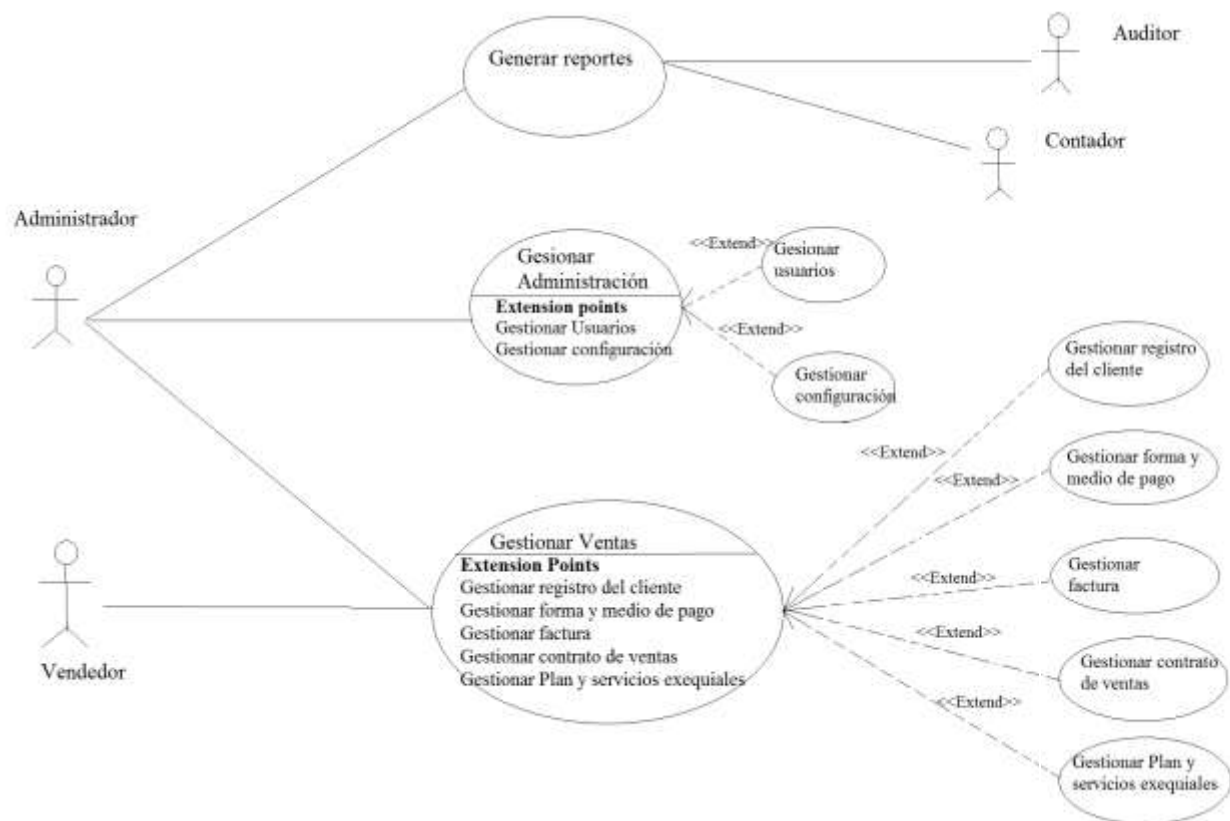 Auditor
Generar reportes
Contador
Administrador
<<Extend>>
Gesionar
usuarios
Gesionar
Administración
Extension points
Gestionar Usuarios
Gestionar configuración
<<Extend>>
Gestionar
configuración
Gestionar registro
del cliente
<<Extend>>
Gestionar forma y
medio de pago
<<Extend>>
Gestionar Ventas
Extension Points
Gestionar registro del cliente
Gestionar forma y medio de pago
Gestionar factura
Gestionar contrato de ventas
Gestionar Plan y servicios exequiales
Vendedor
<<Extend>>
Gestionar
factura
<<Extend>>
Gestionar contrato
de ventas
<<Extend>>
Gestionar Plan y
servicios exequiales